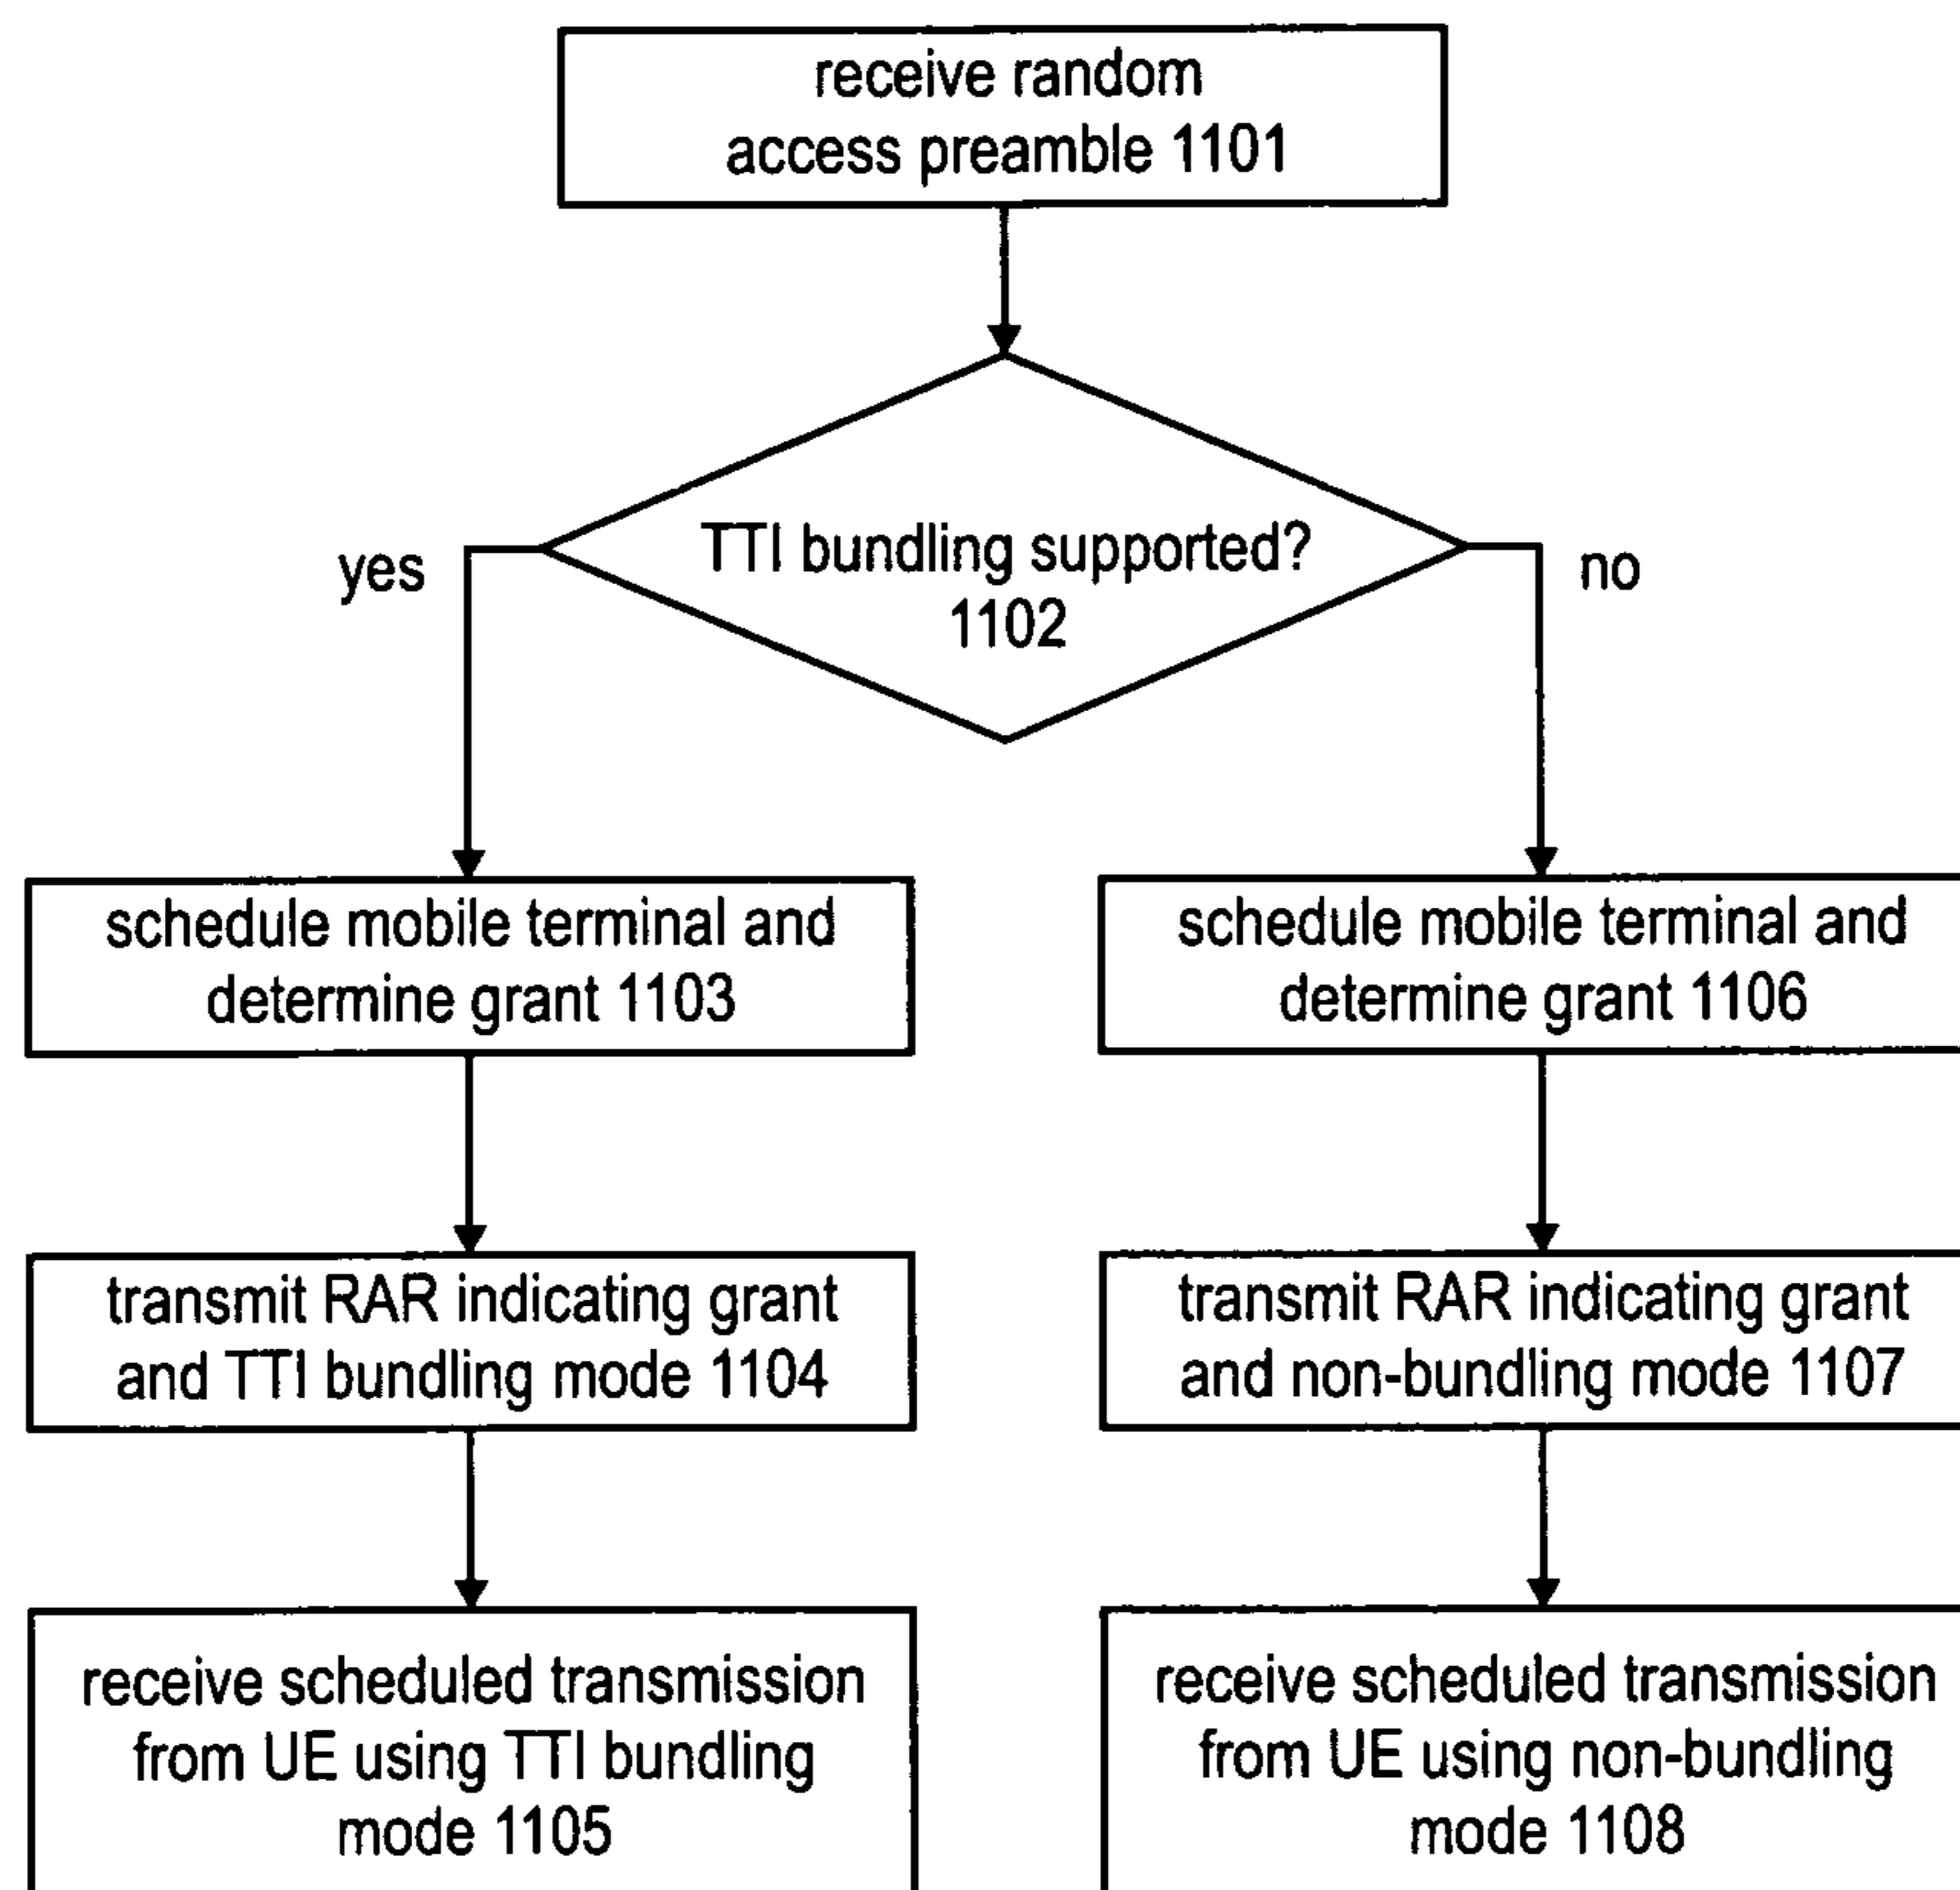 receive random
access preamble 1101
TTI bundling supported?
1102
yes
no
schedule mobile terminal and
determine grant 1103
transmit RAR indicating grant
and TTI bundling mode 1104
receive scheduled transmission
from UE using TTI bundling
mode 1105
schedule mobile terminal and
determine grant 1106
transmit RAR indicating grant
and non-bundling mode 1107
receive scheduled transmission
from UE using non-bundling
mode 1108